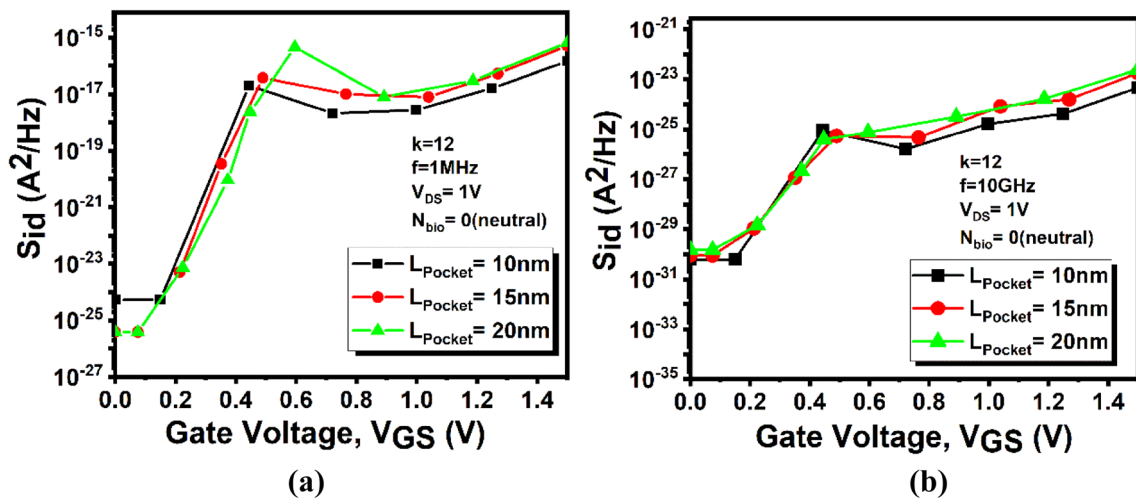 S_id (A^2/Hz)
10^-15
10^-17
10^-19
10^-21
10^-23
10^-25
10^-27
k=12
f=1MHz
V_DS= 1V
N_bio= 0(neutral)
L_Pocket= 10nm
L_Pocket= 15nm
L_Pocket= 20nm
0.0 0.2 0.4 0.6 0.8 1.0 1.2 1.4
Gate Voltage, V_GS (V)
(a)
S_id (A^2/Hz)
10^-21
10^-23
10^-25
10^-27
10^-29
10^-31
10^-33
10^-35
k=12
f=10GHz
V_DS= 1V
N_bio= 0(neutral)
L_Pocket= 10nm
L_Pocket= 15nm
L_Pocket= 20nm
0.0 0.2 0.4 0.6 0.8 1.0 1.2 1.4
Gate Voltage, V_GS (V)
(b)